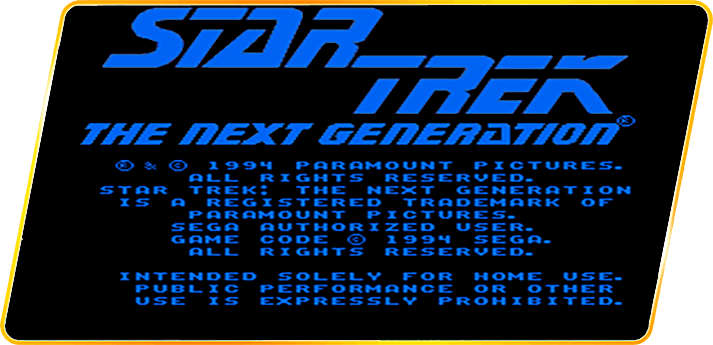 STAR
TREK
THE NEXT GENERATION®
® & © 1994 PARAMOUNT PICTURES.
ALL RIGHTS RESERVED.
STAR TREK: THE NEXT GENERATION
IS A REGISTERED TRADEMARK OF
PARAMOUNT PICTURES.
SEGA AUTHORIZED USER.
GAME CODE © 1994 SEGA.
ALL RIGHTS RESERVED.
INTENDED SOLELY FOR HOME USE.
PUBLIC PERFORMANCE OR OTHER
USE IS EXPRESSLY PROHIBITED.